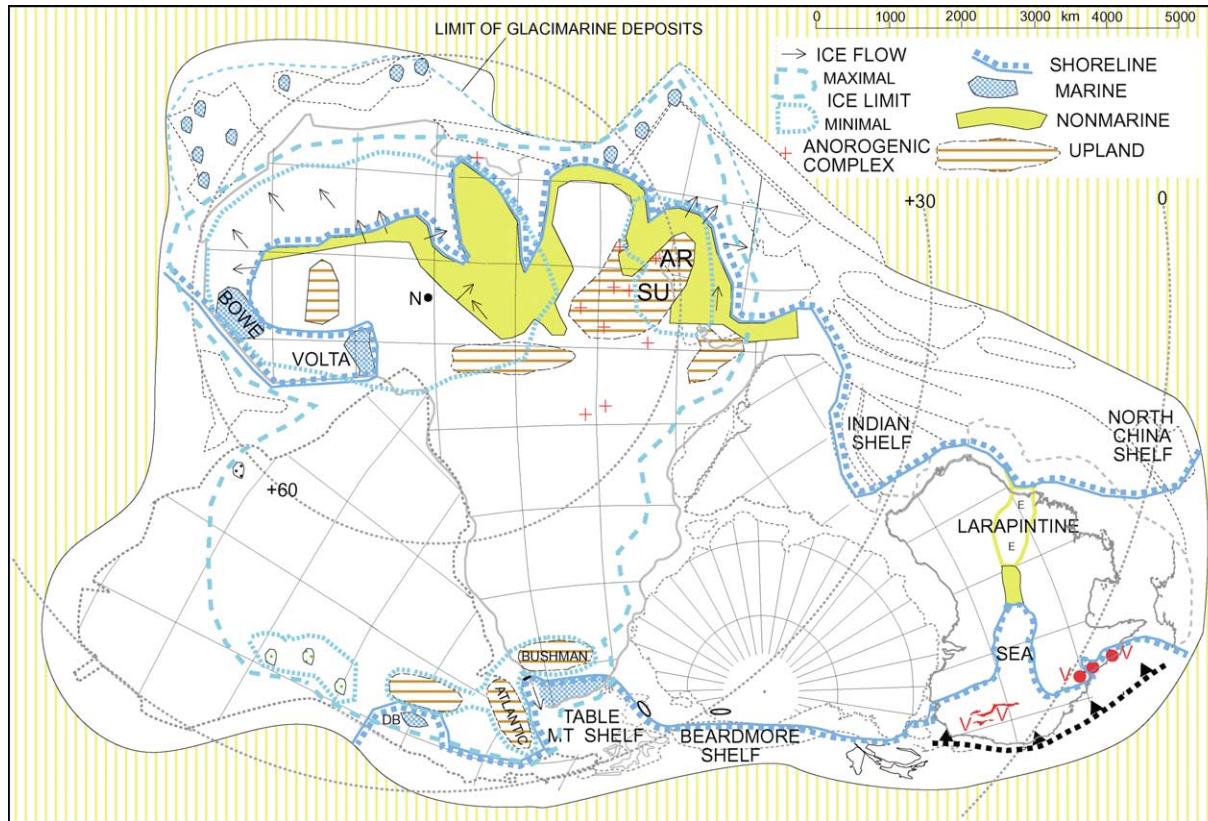 LIMIT OF GLACIMARINE DEPOSITS
0 1000 2000 3000 km 4000 5000
ICE FLOW
MAXIMAL
ICE LIMIT
MINIMAL
ANOROGENIC
COMPLEX
SHORELINE
MARINE
NONMARINE
UPLAND
+30
0
AR
SU
N
BOWE
VOLTA
INDIAN
SHELF
NORTH
CHINA
SHELF
+60
E
LARAPINTINE
E
SEA
BUSHMAN
ATLANTIC
DB
TABLE
MT SHELF
BEARDMORE
SHELF
V V
V V